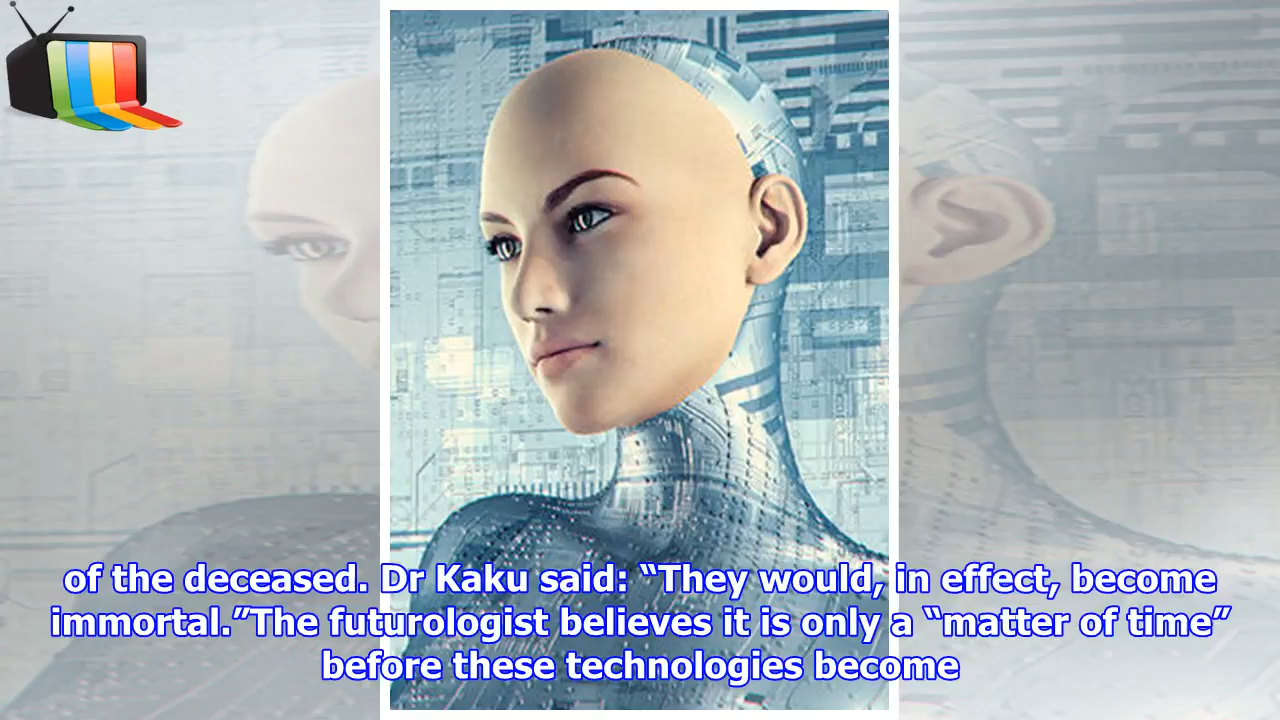 of the deceased. Dr Kaku said: “They would, in effect, become
immortal.”The futurologist believes it is only a “matter of time”
before these technologies become